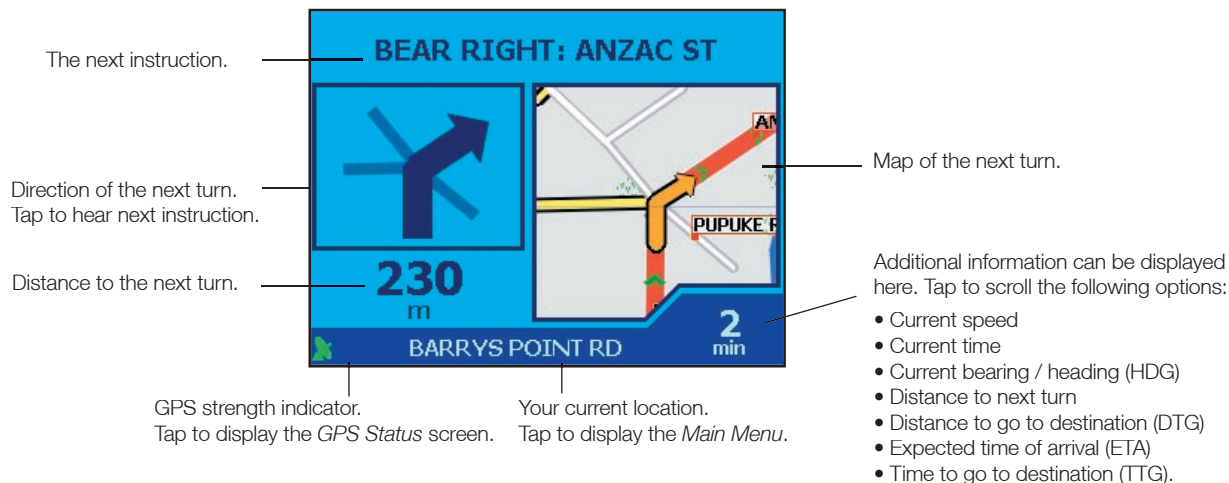 BEAR RIGHT: ANZAC ST
The next instruction.
Direction of the next turn.
Tap to hear next instruction.
Distance to the next turn.
230
m
PUPUKE R
AN
Map of the next turn.
2
min
BARRYS POINT RD
GPS strength indicator.
Tap to display the GPS Status screen.
Your current location.
Tap to display the Main Menu.
Additional information can be displayed
here. Tap to scroll the following options:
• Current speed
• Current time
• Current bearing / heading (HDG)
• Distance to next turn
• Distance to go to destination (DTG)
• Expected time of arrival (ETA)
• Time to go to destination (TTG).